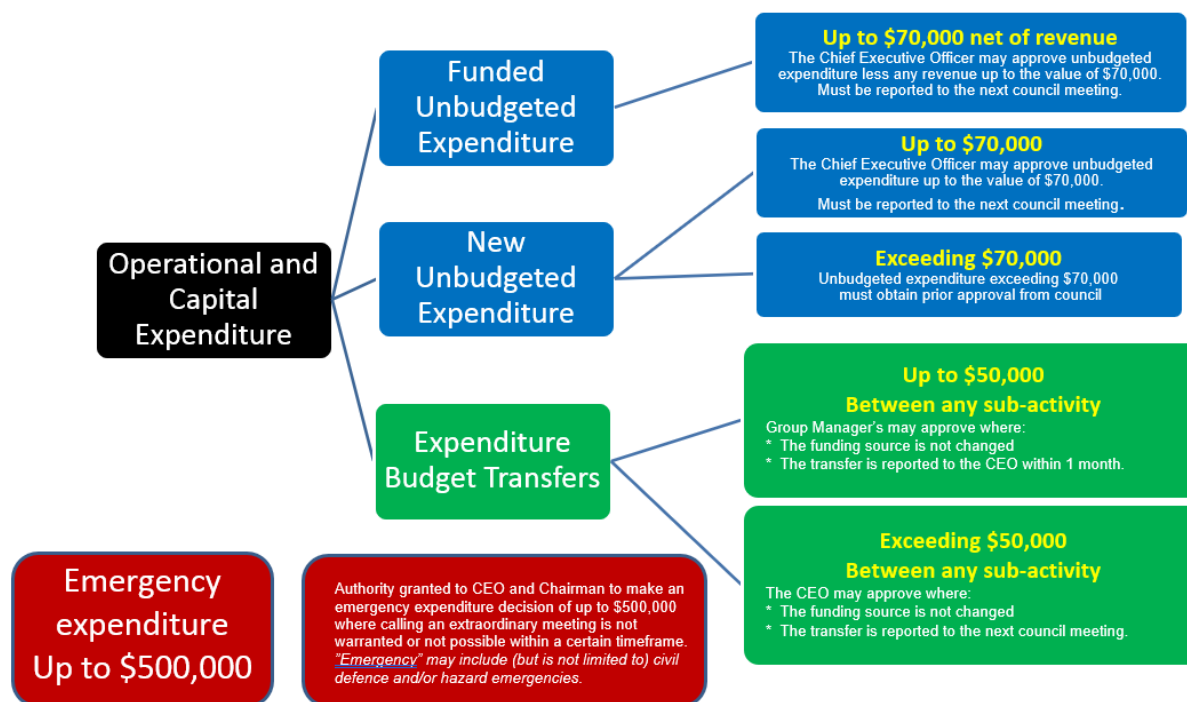 Operational and
Capital
Expenditure
Funded
Unbudgeted
Expenditure
Up to $70,000 net of revenue
The Chief Executive Officer may approve unbudgeted
expenditure less any revenue up to the value of $70,000.
Must be reported to the next council meeting.
New
Unbudgeted
Expenditure
Up to $70,000
The Chief Executive Officer may approve unbudgeted
expenditure up to the value of $70,000.
Must be reported to the next council meeting.
Exceeding $70,000
Unbudgeted expenditure exceeding $70,000
must obtain prior approval from council
Expenditure
Budget Transfers
Up to $50,000
Between any sub-activity
Group Manager's may approve where:
* The funding source is not changed
* The transfer is reported to the CEO within 1 month.
Exceeding $50,000
Between any sub-activity
The CEO may approve where:
* The funding source is not changed
* The transfer is reported to the next council meeting.
Emergency
expenditure
Up to $500,000
Authority granted to CEO and Chairman to make an
emergency expenditure decision of up to $500,000
where calling an extraordinary meeting is not
warranted or not possible within a certain timeframe.
"Emergency" may include (but is not limited to) civil
defence and/or hazard emergencies.